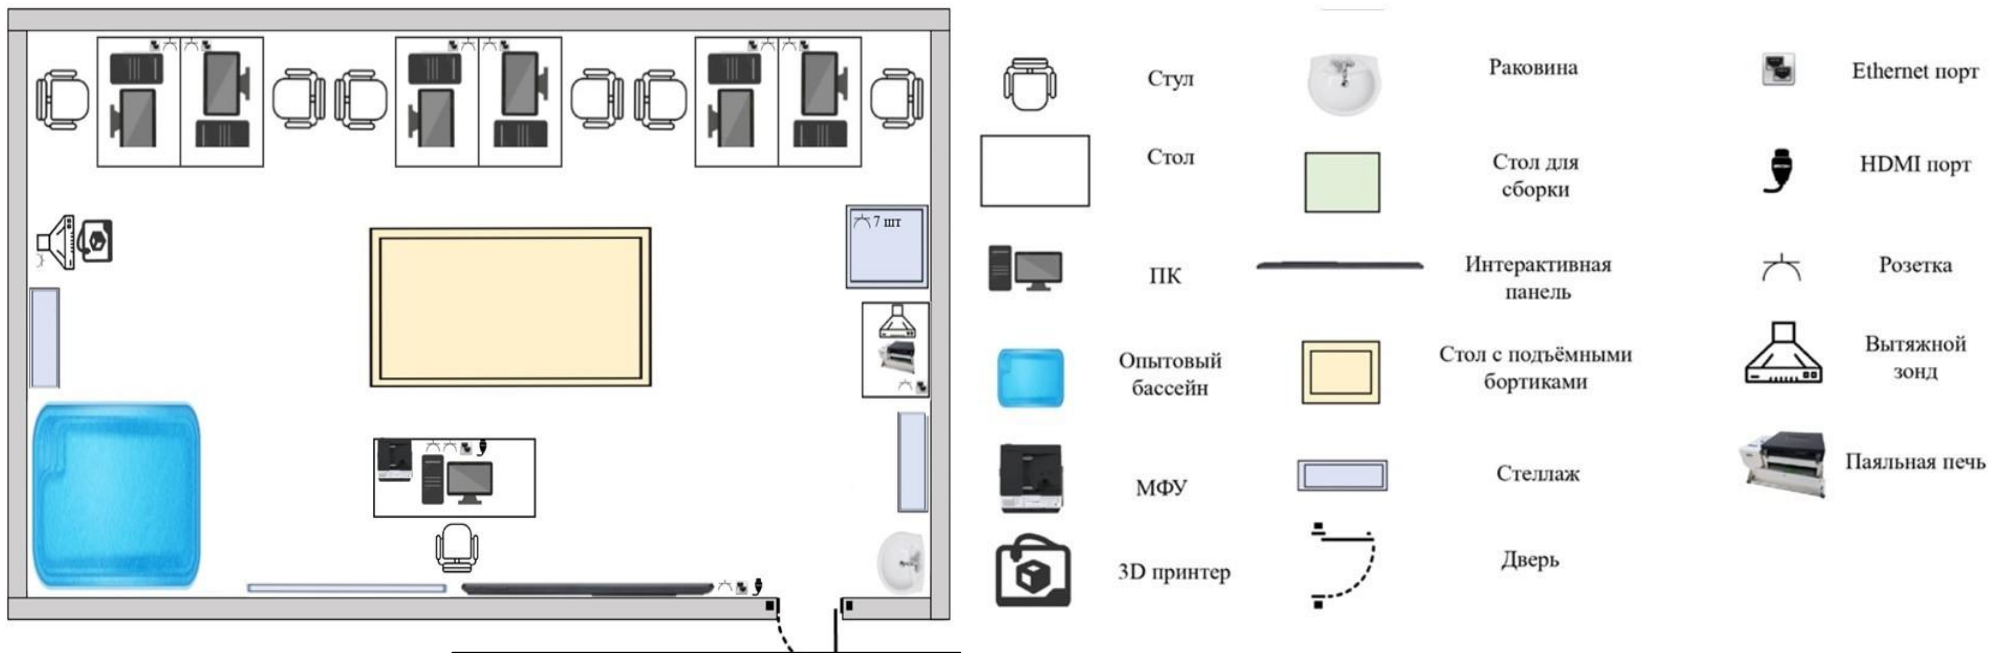 7 шт
Стул
Раковина
Ethernet порт
Стол
Стол для
сборки
HDMI порт
ПК
Интерактивная
панель
Розетка
Опытовый
бассейн
Стол с подъёмными
бортиками
Вытяжной
зонд
МФУ
Стеллаж
Паяльная печь
3D принтер
Дверь